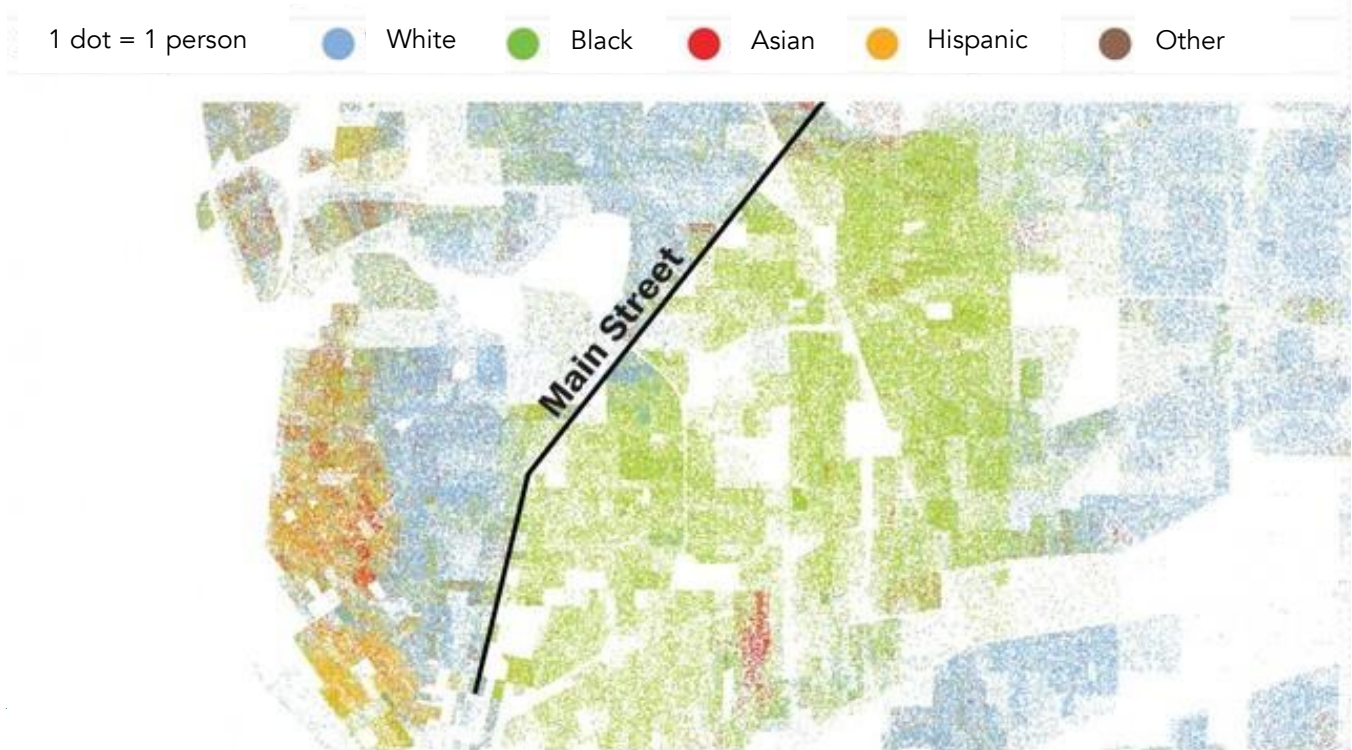 1 dot = 1 person White Black Asian Hispanic Other
Main Street